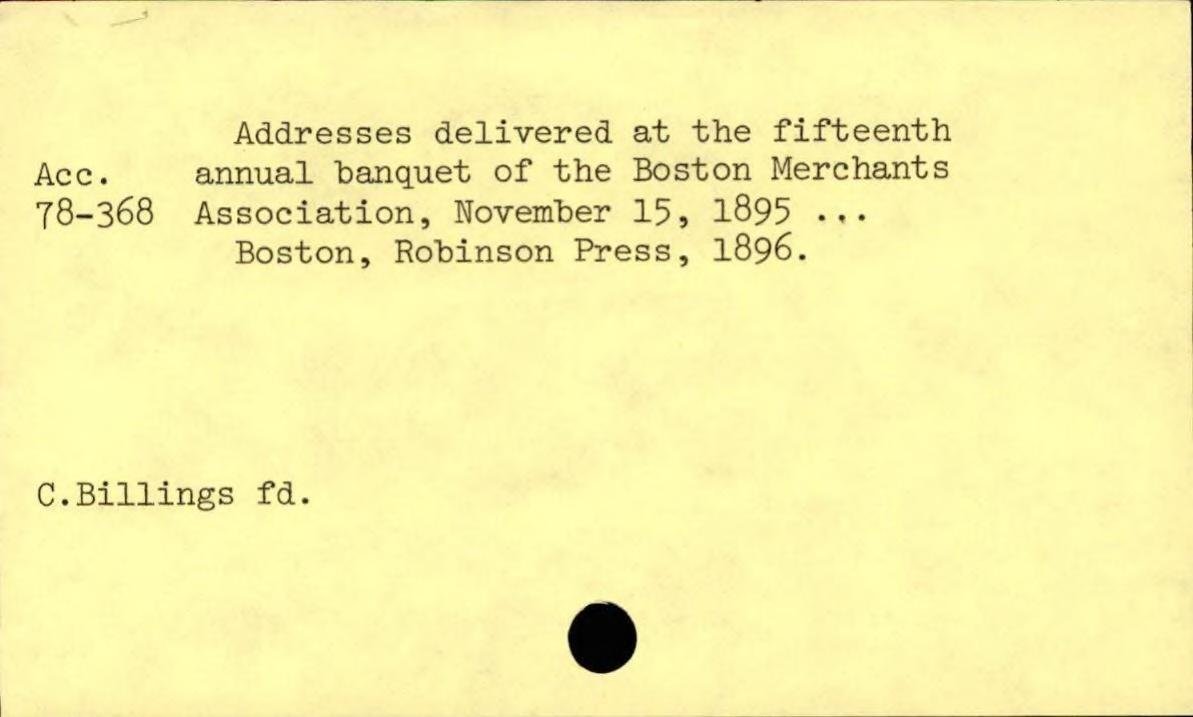 Addresses delivered at the fifteenth
Acc. annual banquet of the Boston Merchants
78-368 Association, November 15, 1895 ...
Boston, Robinson Press, 1896.
C.Billings fd.